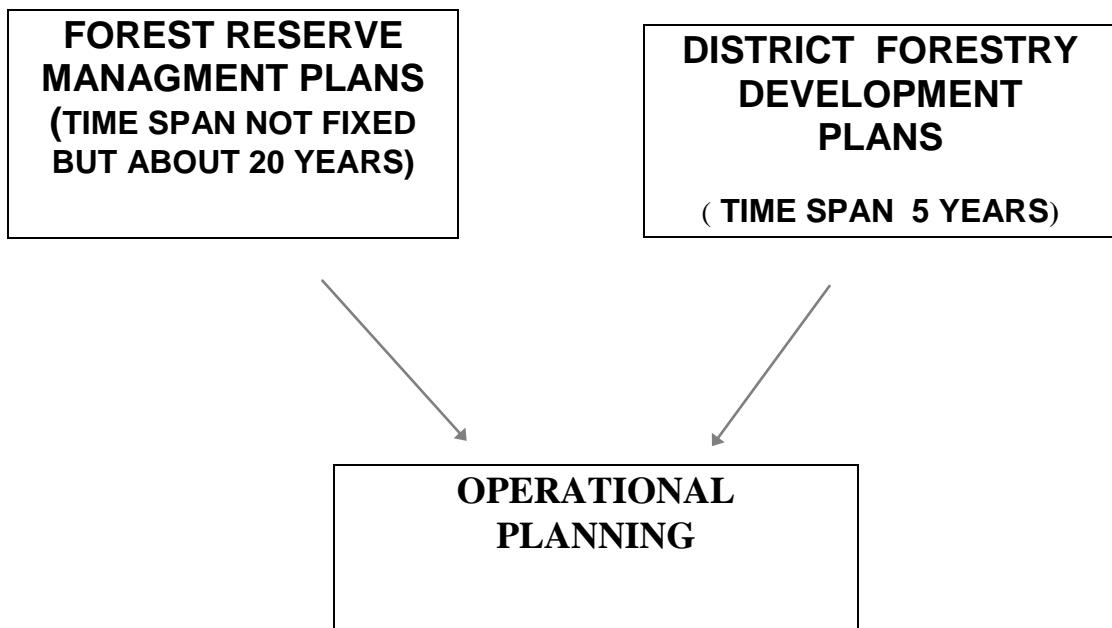 FOREST RESERVE
MANAGMENT PLANS
(TIME SPAN NOT FIXED
BUT ABOUT 20 YEARS)
DISTRICT  FORESTRY
DEVELOPMENT
PLANS
( TIME SPAN  5 YEARS)
OPERATIONAL
PLANNING